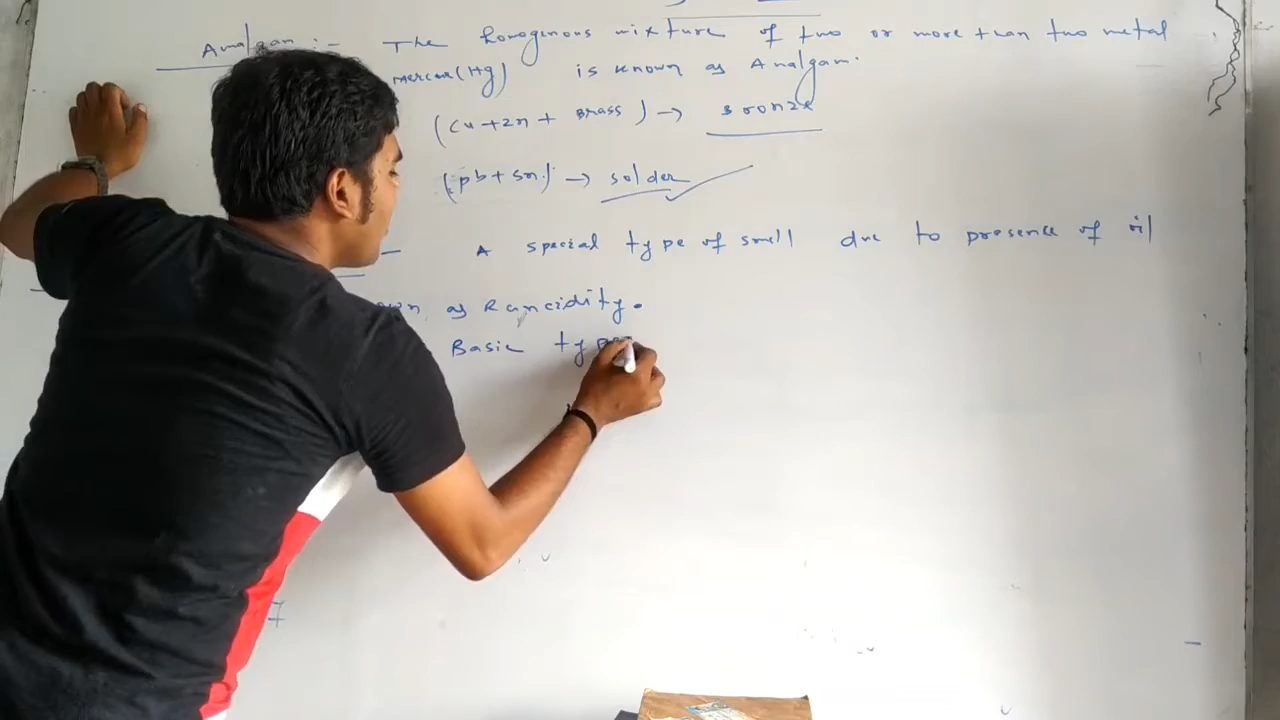 Amalgam :- The homogenous mixture of two or more than two metal
mercur(Hg) is known as Amalgam.
(Cu + Zn + Brass) → Bronze
(pb + Sn) → solder
- A special type of smell due to presence of oil
as Rancidity.
Basic type